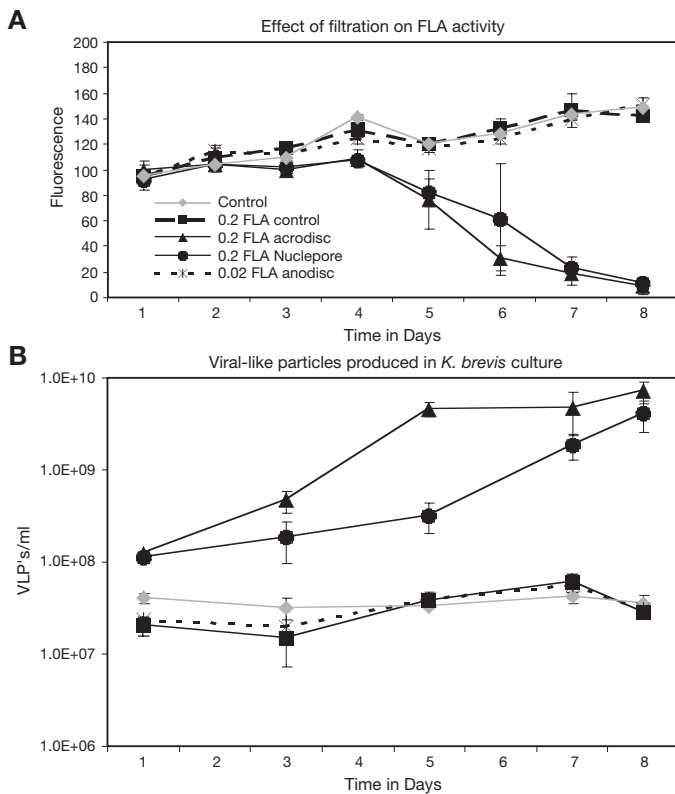 A
Effect of filtration on FLA activity
200
180
160
140
120
100
80
60
40
20
0
Fluorescence
Control
0.2 FLA control
0.2 FLA acrodisc
0.2 FLA Nuclepore
0.02 FLA anodisc
1 2 3 4 5 6 7 8
Time in Days
B
Viral-like particles produced in K. brevis culture
1.0E+10
1.0E+09
1.0E+08
1.0E+07
1.0E+06
VLP's/ml
1 2 3 4 5 6 7 8
Time in Days